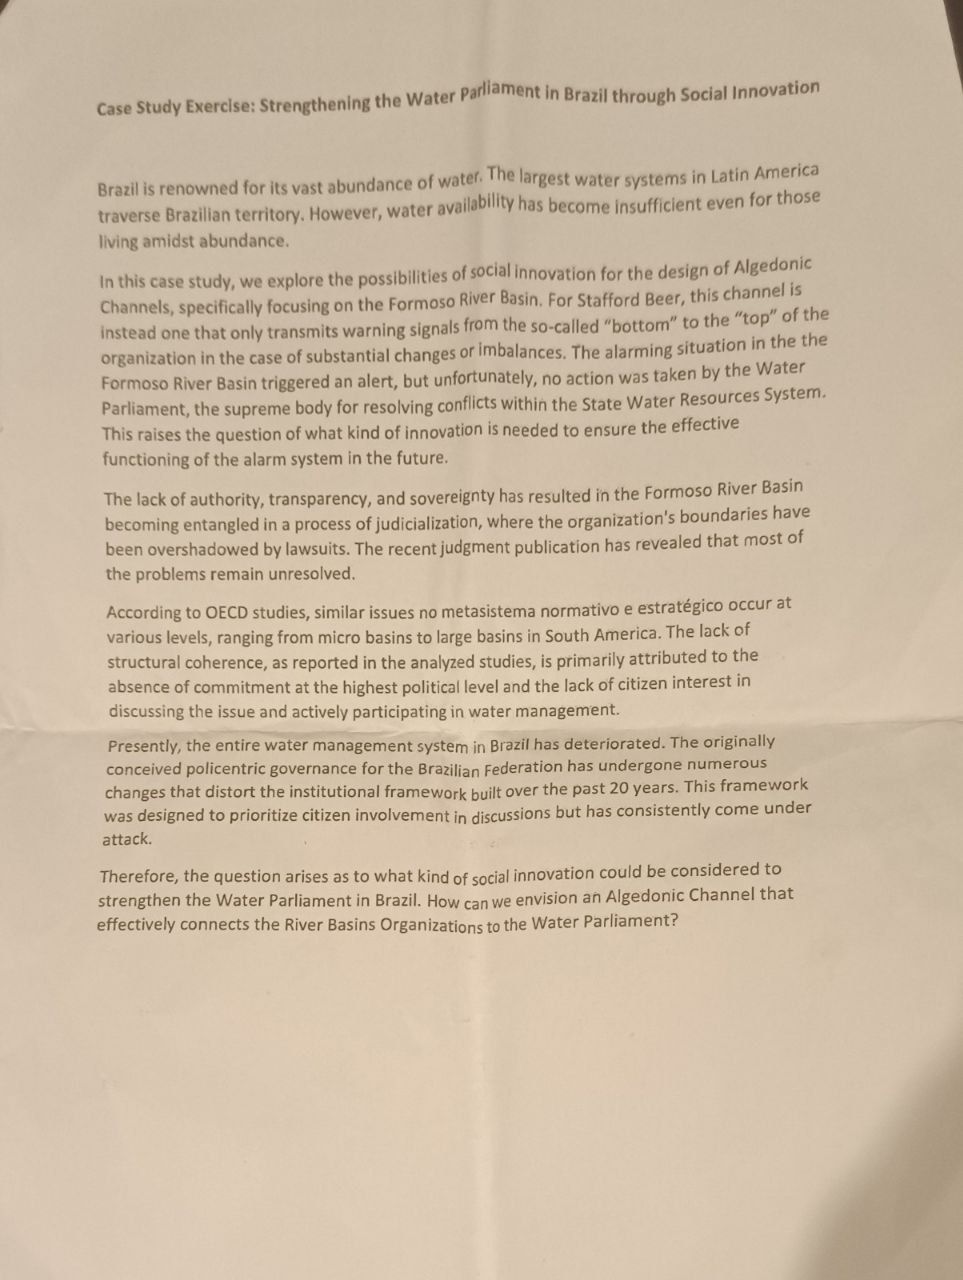 Case Study Exercise: Strengthening the Water Parliament in Brazil through Social Innovation
Brazil is renowned for its vast abundance of water. The largest water systems in Latin America
traverse Brazilian territory. However, water availability has become insufficient even for those
living amidst abundance.
In this case study, we explore the possibilities of social innovation for the design of Algedonic
Channels, specifically focusing on the Formoso River Basin. For Stafford Beer, this channel is
instead one that only transmits warning signals from the so-called “bottom” to the “top” of the
organization in the case of substantial changes or imbalances. The alarming situation in the the
Formoso River Basin triggered an alert, but unfortunately, no action was taken by the Water
Parliament, the supreme body for resolving conflicts within the State Water Resources System.
This raises the question of what kind of innovation is needed to ensure the effective
functioning of the alarm system in the future.
The lack of authority, transparency, and sovereignty has resulted in the Formoso River Basin
becoming entangled in a process of judicialization, where the organization's boundaries have
been overshadowed by lawsuits. The recent judgment publication has revealed that most of
the problems remain unresolved.
According to OECD studies, similar issues no metasistema normativo e estratégico occur at
various levels, ranging from micro basins to large basins in South America. The lack of
structural coherence, as reported in the analyzed studies, is primarily attributed to the
absence of commitment at the highest political level and the lack of citizen interest in
discussing the issue and actively participating in water management.
Presently, the entire water management system in Brazil has deteriorated. The originally
conceived policentric governance for the Brazilian Federation has undergone numerous
changes that distort the institutional framework built over the past 20 years. This framework
was designed to prioritize citizen involvement in discussions but has consistently come under
attack.
Therefore, the question arises as to what kind of social innovation could be considered to
strengthen the Water Parliament in Brazil. How can we envision an Algedonic Channel that
effectively connects the River Basins Organizations to the Water Parliament?